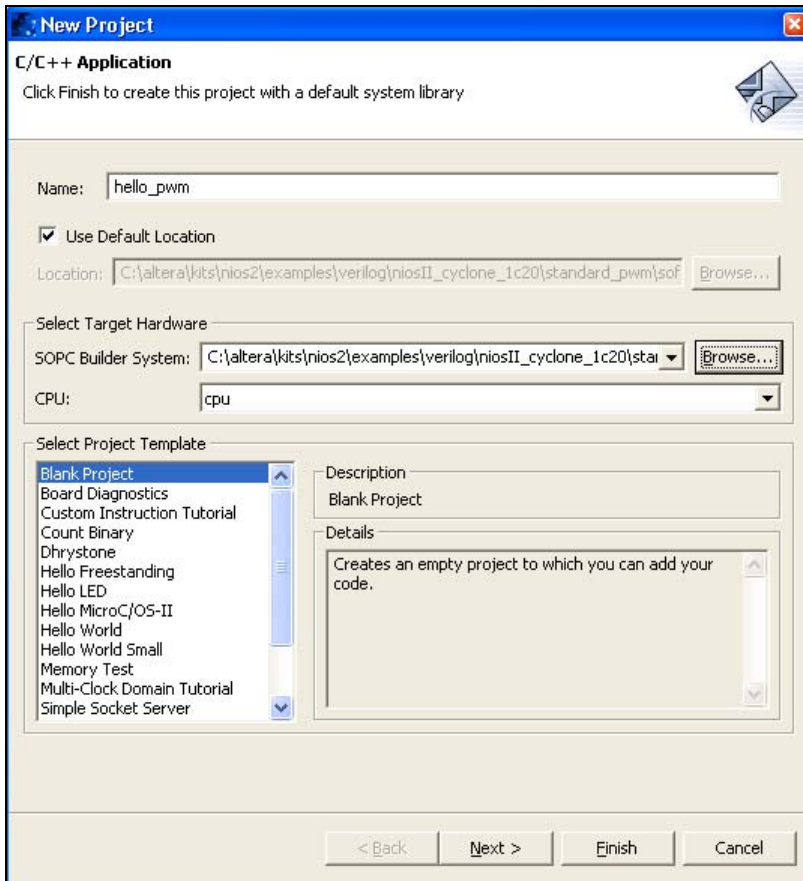 New Project
C/C++ Application
Click Finish to create this project with a default system library
Name: hello_pwm
Use Default Location
Location: C:\altera\kits\nios2\examples\verilog\niosII_cyclone_1c20\standard_pwm\sof Browse...
Select Target Hardware
SOPC Builder System: C:\altera\kits\nios2\examples\verilog\niosII_cyclone_1c20\sta Browse...
CPU: cpu
Select Project Template
Blank Project
Board Diagnostics
Custom Instruction Tutorial
Count Binary
Dhrystone
Hello Freestanding
Hello LED
Hello MicroC/OS-II
Hello World
Hello World Small
Memory Test
Multi-Clock Domain Tutorial
Simple Socket Server
Description
Blank Project
Details
Creates an empty project to which you can add your
code.
< Back Next > Finish Cancel